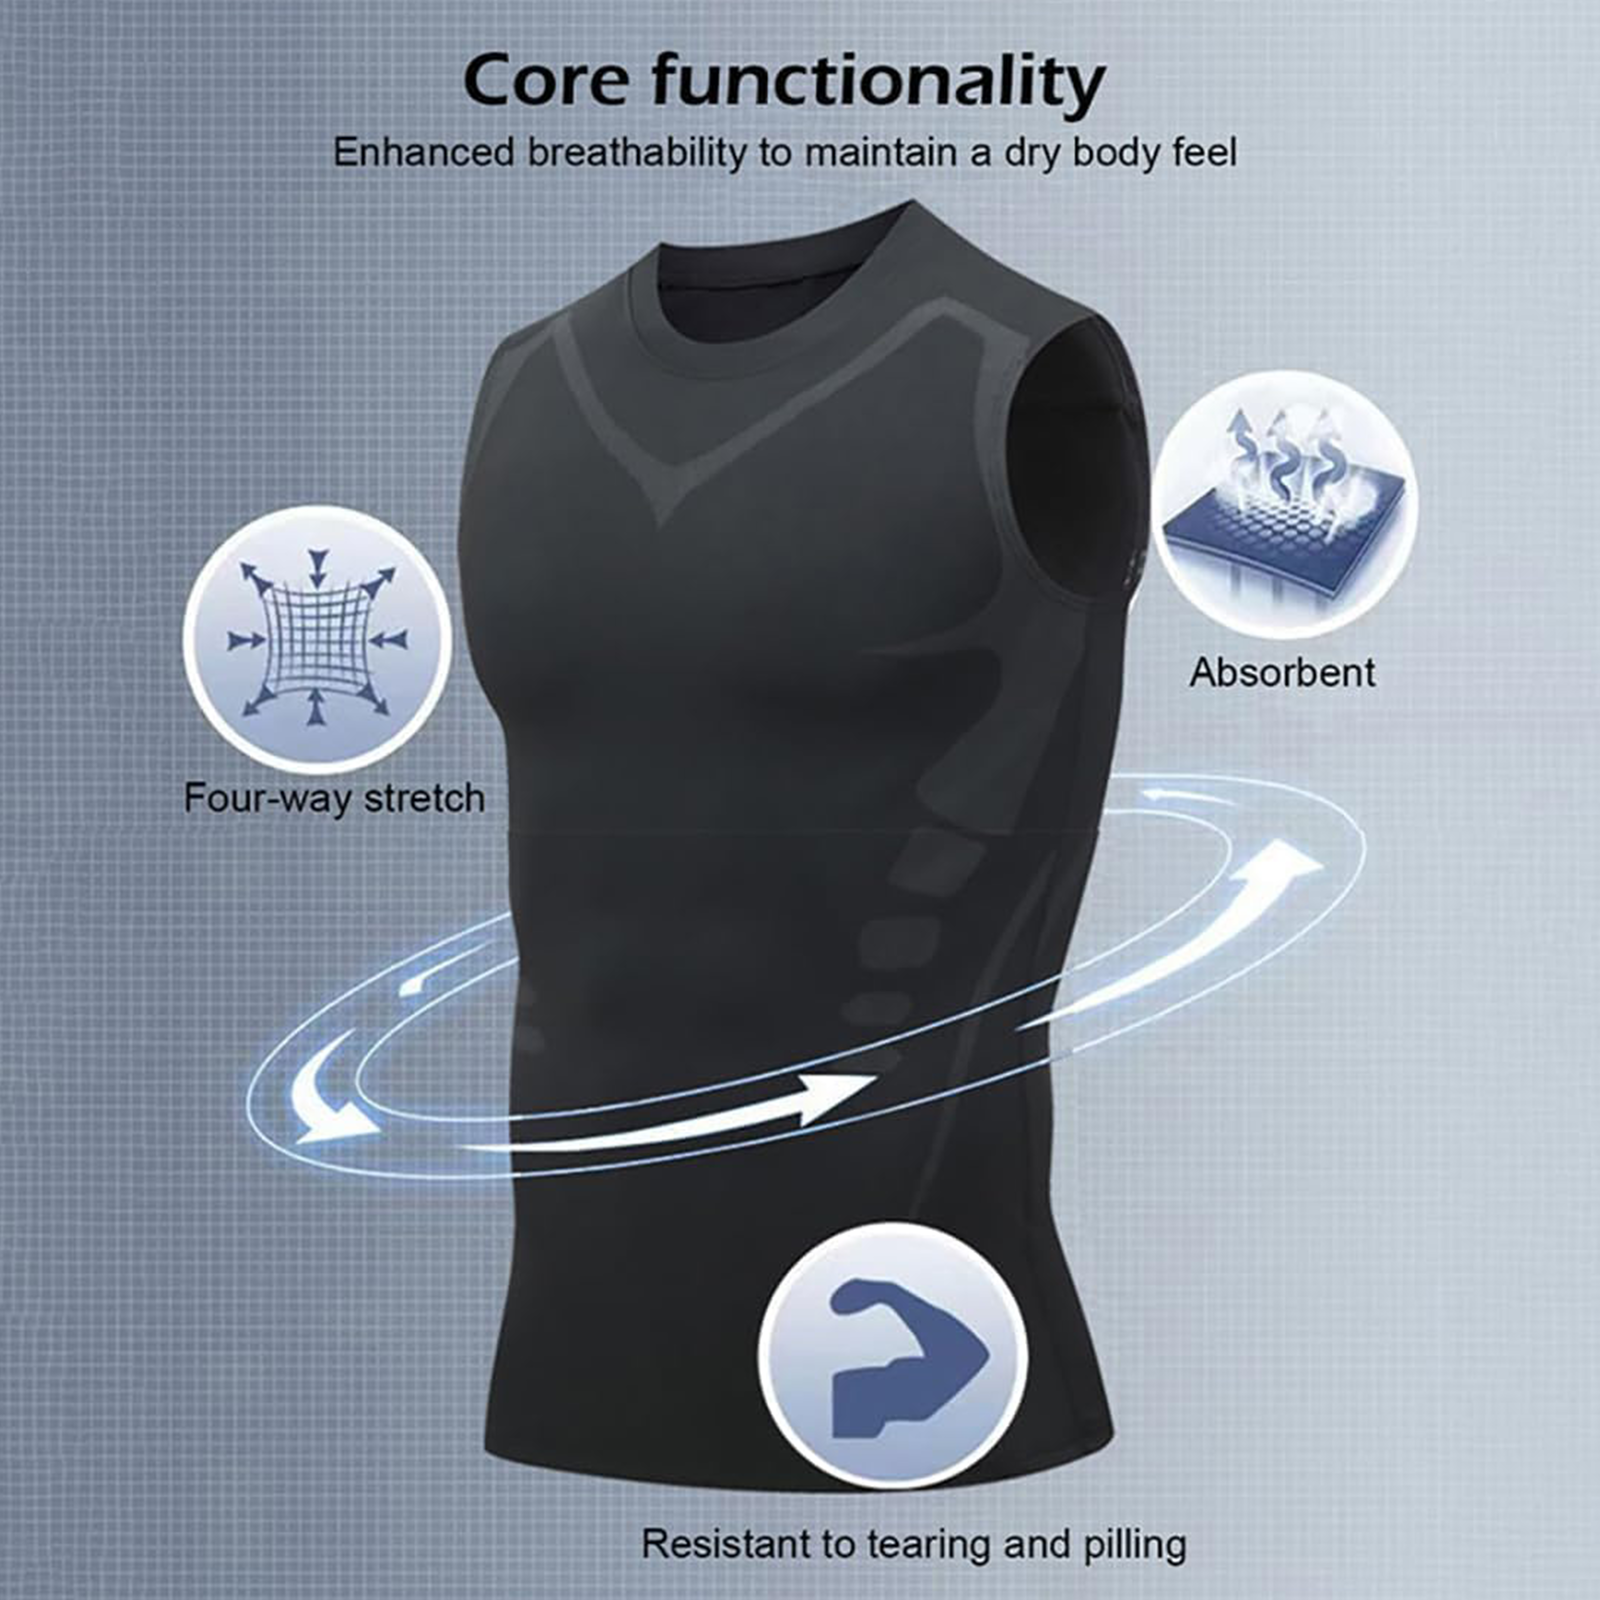 Core functionality
Enhanced breathability to maintain a dry body feel
Absorbent
Four-way stretch
Resistant to tearing and pilling